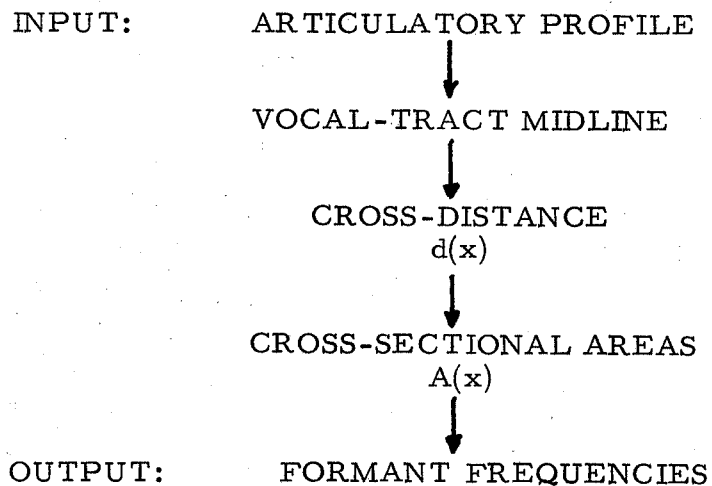 INPUT: ARTICULATORY PROFILE
VOCAL-TRACT MIDLINE
CROSS-DISTANCE
d(x)
CROSS-SECTIONAL AREAS
A(x)
OUTPUT: FORMANT FREQUENCIES